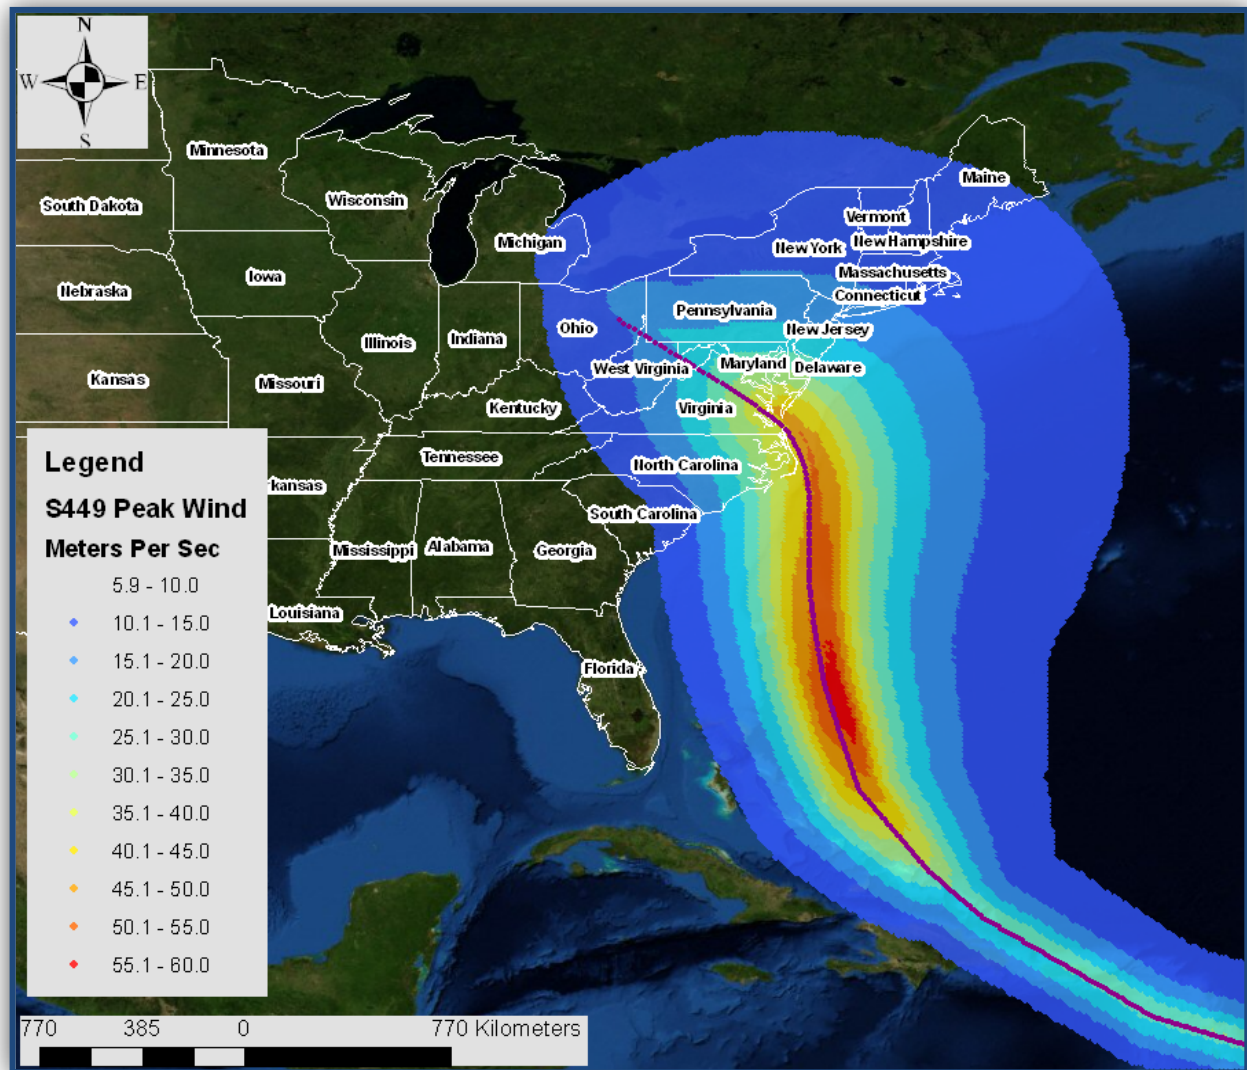 N
W E
S
Minnesota
Maine
Wisconsin
South Dakota
Vermont
Michigan
New York
New Hampshire
Iowa
Massachusetts
Nebraska
Connecticut
Pennsylvania
Ohio
New Jersey
Illinois
Indiana
Maryland
Delaware
West Virginia
Kansas
Missouri
Kentucky
Virginia
Tennessee
North Carolina
kansas
South Carolina
Mississippi
Alabama
Georgia
Louisiana
Florida
Legend
S449 Peak Wind
Meters Per Sec
5.9 - 10.0
10.1 - 15.0
15.1 - 20.0
20.1 - 25.0
25.1 - 30.0
30.1 - 35.0
35.1 - 40.0
40.1 - 45.0
45.1 - 50.0
50.1 - 55.0
55.1 - 60.0
770 385 0 770 Kilometers